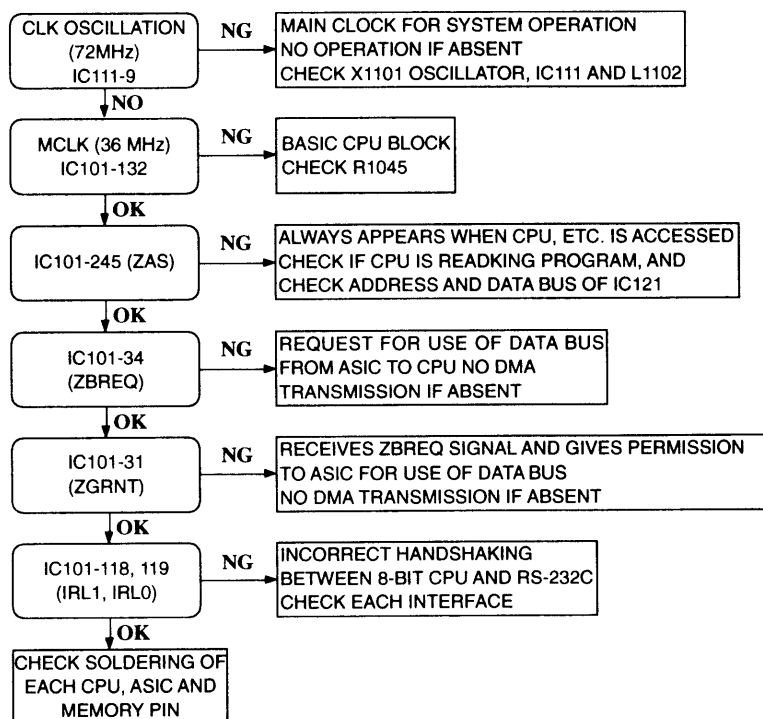 CLK OSCILLATION
(72MHz)
IC111-9
NG
MAIN CLOCK FOR SYSTEM OPERATION
NO OPERATION IF ABSENT
CHECK X1101 OSCILLATOR, IC111 AND L1102
NO
MCLK (36 MHz)
IC101-132
NG
BASIC CPU BLOCK
CHECK R1045
OK
IC101-245 (ZAS)
NG
ALWAYS APPEARS WHEN CPU, ETC. IS ACCESSED
CHECK IF CPU IS READKING PROGRAM, AND
CHECK ADDRESS AND DATA BUS OF IC121
OK
IC101-34
(ZBREQ)
NG
REQUEST FOR USE OF DATA BUS
FROM ASIC TO CPU NO DMA
TRANSMISSION IF ABSENT
OK
IC101-31
(ZGRNT)
NG
RECEIVES ZBREQ SIGNAL AND GIVES PERMISSION
TO ASIC FOR USE OF DATA BUS
NO DMA TRANSMISSION IF ABSENT
OK
IC101-118, 119
(IRL1, IRL0)
NG
INCORRECT HANDSHAKING
BETWEEN 8-BIT CPU AND RS-232C
CHECK EACH INTERFACE
OK
CHECK SOLDERING OF
EACH CPU, ASIC AND
MEMORY PIN